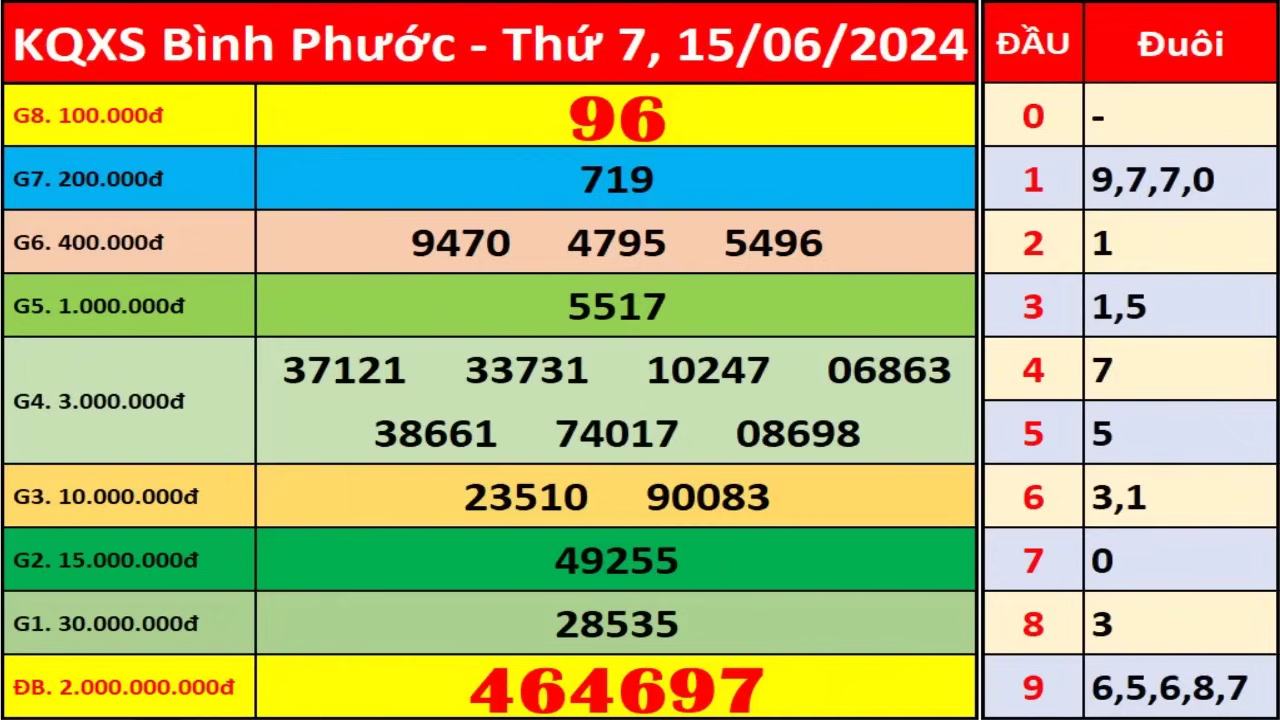 KQXS Bình Phước - Thứ 7, 15/06/2024 ĐẦU Đuôi
G8. 100.000đ 96 0 -
G7. 200.000đ 719 1 9,7,7,0
G6. 400.000đ 9470 4795 5496 2 1
G5. 1.000.000đ 5517 3 1,5
G4. 3.000.000đ 37121 33731 10247 06863 4 7
38661 74017 08698 5 5
G3. 10.000.000đ 23510 90083 6 3,1
G2. 15.000.000đ 49255 7 0
G1. 30.000.000đ 28535 8 3
ĐB. 2.000.000.000đ 464697 9 6,5,6,8,7